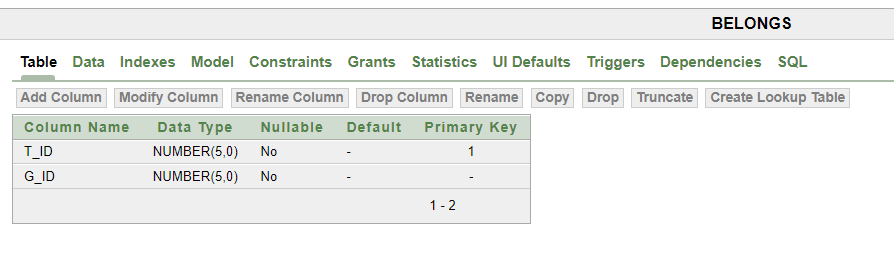 BELONGS
Table Data Indexes Model Constraints Grants Statistics UI Defaults Triggers Dependencies SQL
Add Column Modify Column Rename Column Drop Column Rename Copy Drop Truncate Create Lookup Table
Column Name Data Type Nullable Default Primary Key
T_ID NUMBER(5,0) No - 1
G_ID NUMBER(5,0) No - -
1 - 2